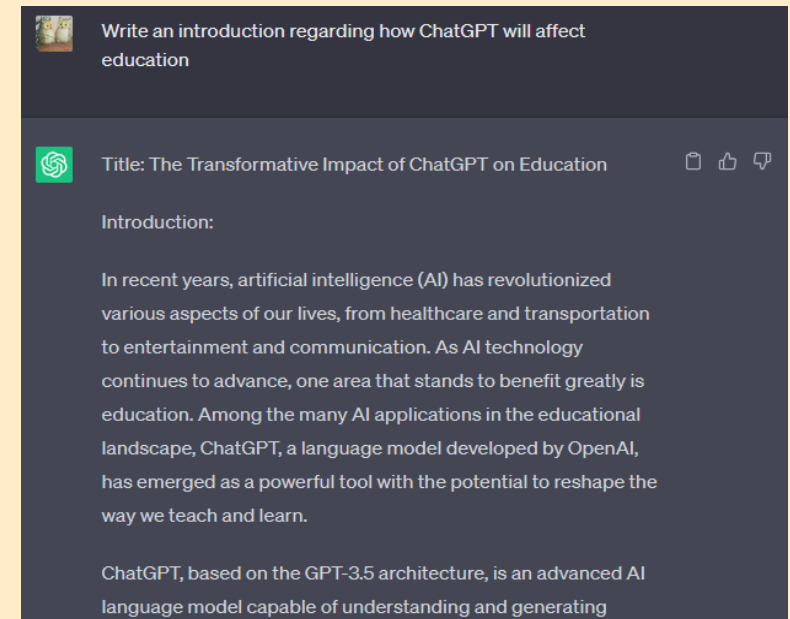 Write an introduction regarding how ChatGPT will affect
education
Title: The Transformative Impact of ChatGPT on Education
Introduction:
In recent years, artificial intelligence (AI) has revolutionized
various aspects of our lives, from healthcare and transportation
to entertainment and communication. As AI technology
continues to advance, one area that stands to benefit greatly is
education. Among the many AI applications in the educational
landscape, ChatGPT, a language model developed by OpenAI,
has emerged as a powerful tool with the potential to reshape the
way we teach and learn.
ChatGPT, based on the GPT-3.5 architecture, is an advanced AI
language model capable of understanding and generating